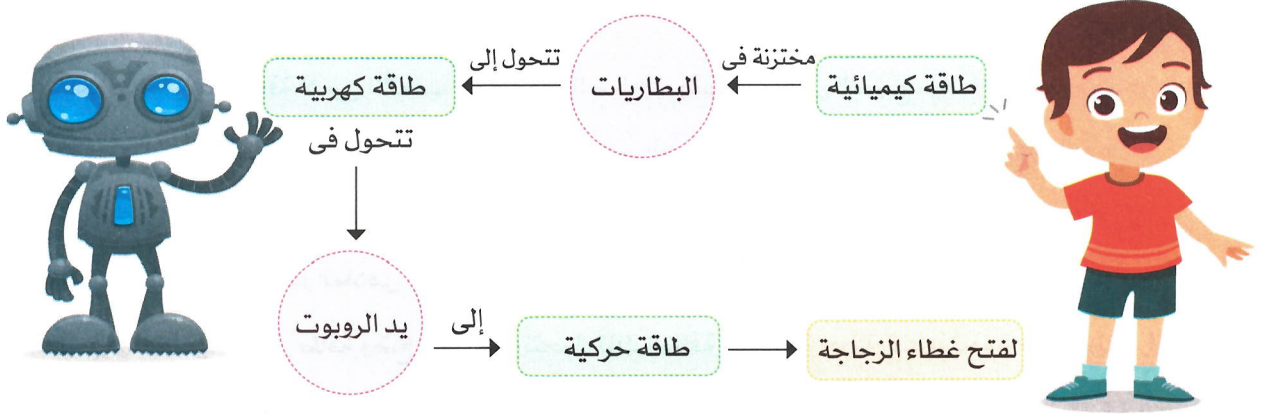 طاقة كيميائية
مختزنة فى
البطاريات
تتحول إلى
طاقة كهربية
تتحول فى
يد الروبوت
إلى
طاقة حركية
لفتح غطاء الزجاجة